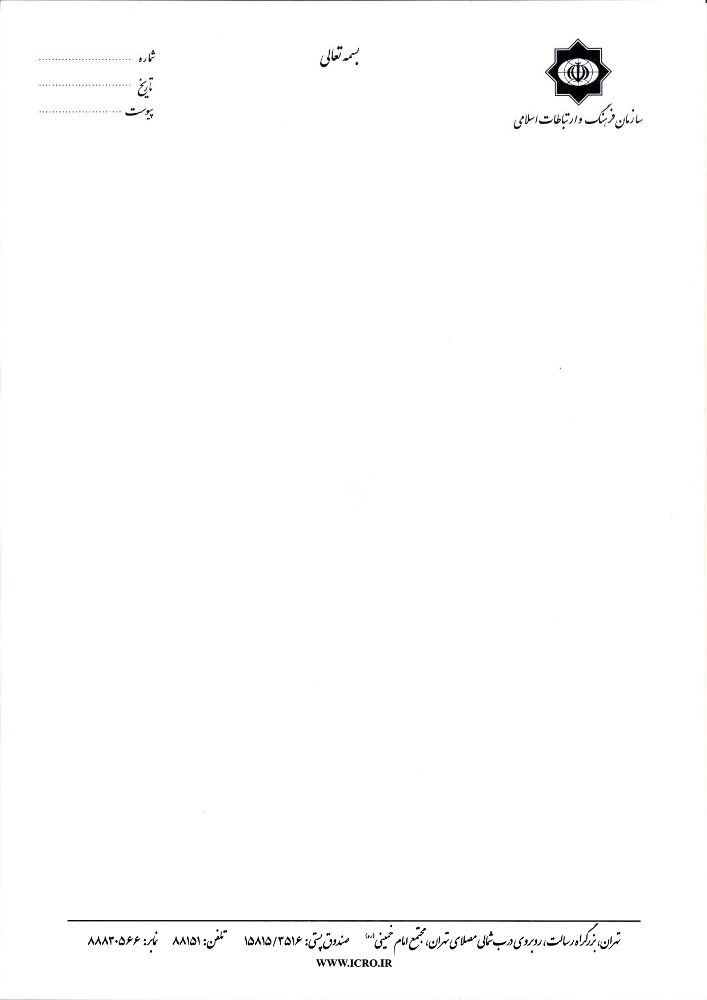 بسمه تعالی
سازمان فرهنگ و ارتباطات اسلامی
شماره ............................
تاریخ ............................
پیوست .........................
تهران، بزرگراه رسالت، روبروی درب شمالی مصلای تهران، مجتمع امام خمینی (ره) صندوق پستی: ۱۵۸۱۵/۳۵۱۶ تلفن: ۸۸۱۵۱ نمابر: ۸۸۸۳۰۵۶۶
WWW.ICRO.IR